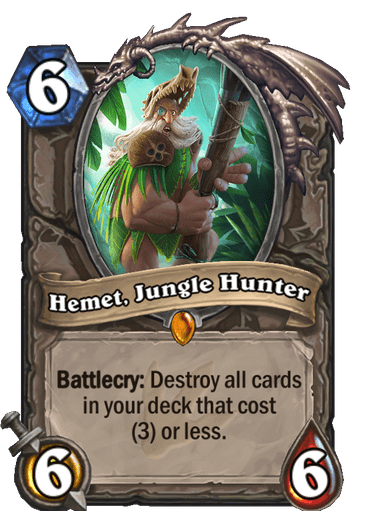 6
Hemet, Jungle Hunter
Battlecry: Destroy all cards
in your deck that cost
(3) or less.
6
6